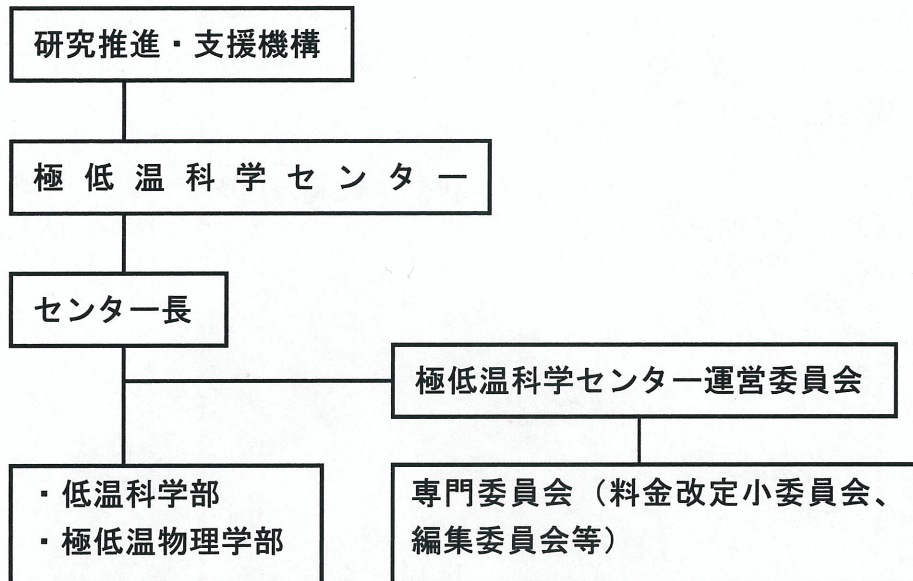 研究推進・支援機構
極低温科学センター
センター長
極低温科学センター運営委員会
・低温科学部
・極低温物理学部
専門委員会（料金改定小委員会、
編集委員会等）